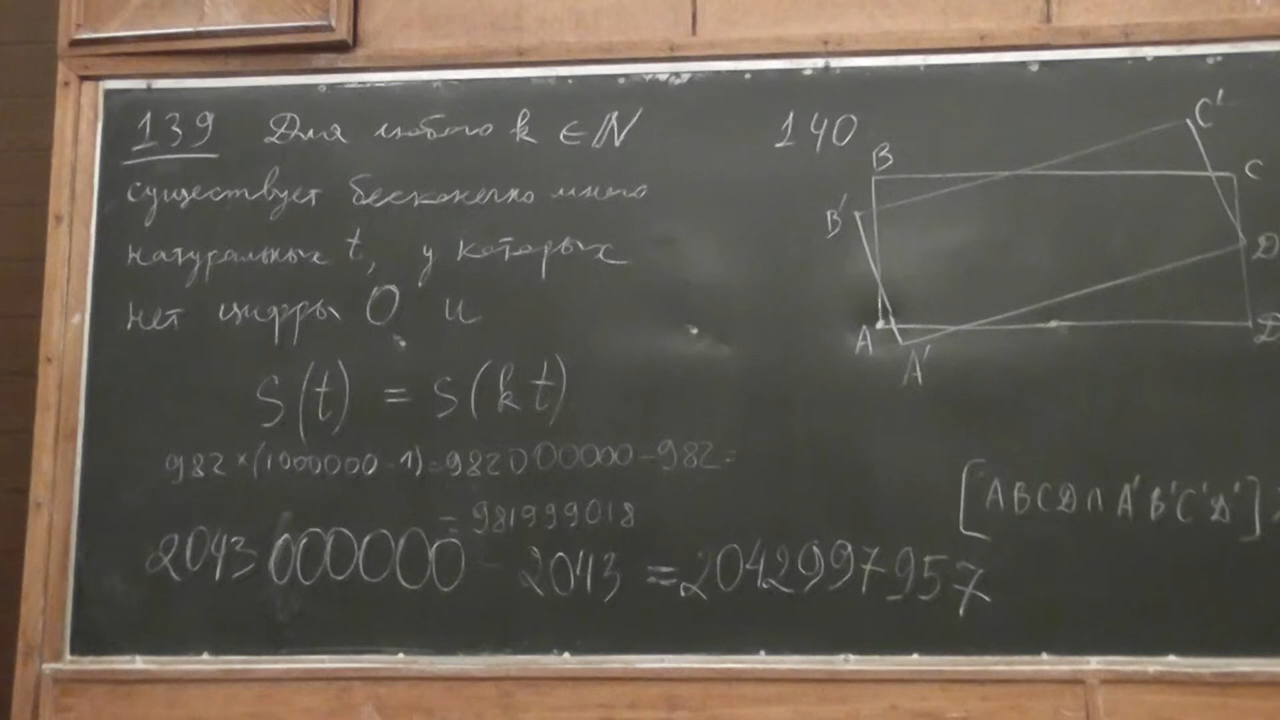 139 Для любого k ∈ N
существует бесконечно много
натуральных t, у которых
нет цифры 0 и
S(t) = S(kt)
982×(1000000-1)=982000000-982=
=981999018
2043000000 - 2043 = 2042997957
140
B
C'
C
B'
D
A
A'
D
[ABCD∩A'B'C'D']